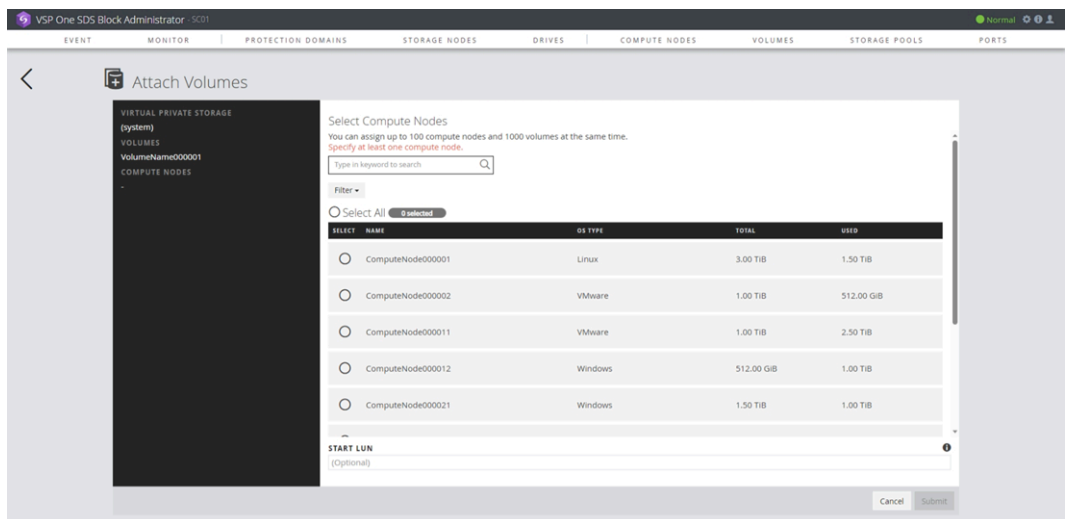 VSP One SDS Block Administrator - SC01 Normal
EVENT MONITOR PROTECTION DOMAINS STORAGE NODES DRIVES COMPUTE NODES VOLUMES STORAGE POOLS PORTS
Attach Volumes
VIRTUAL PRIVATE STORAGE
(system)
VOLUMES
VolumeName000001
COMPUTE NODES
-
Select Compute Nodes
You can assign up to 100 compute nodes and 1000 volumes at the same time.
Specify at least one compute node.
Type in keyword to search
Filter
Select All 0 selected
SELECT NAME OS TYPE TOTAL USED
ComputeNode000001 Linux 3.00 TiB 1.50 TiB
ComputeNode000002 VMware 1.00 TiB 512.00 GiB
ComputeNode000011 VMware 1.00 TiB 2.50 TiB
ComputeNode000012 Windows 512.00 GiB 1.00 TiB
ComputeNode000021 Windows 1.50 TiB 1.00 TiB
START LUN
(Optional)
Cancel Submit